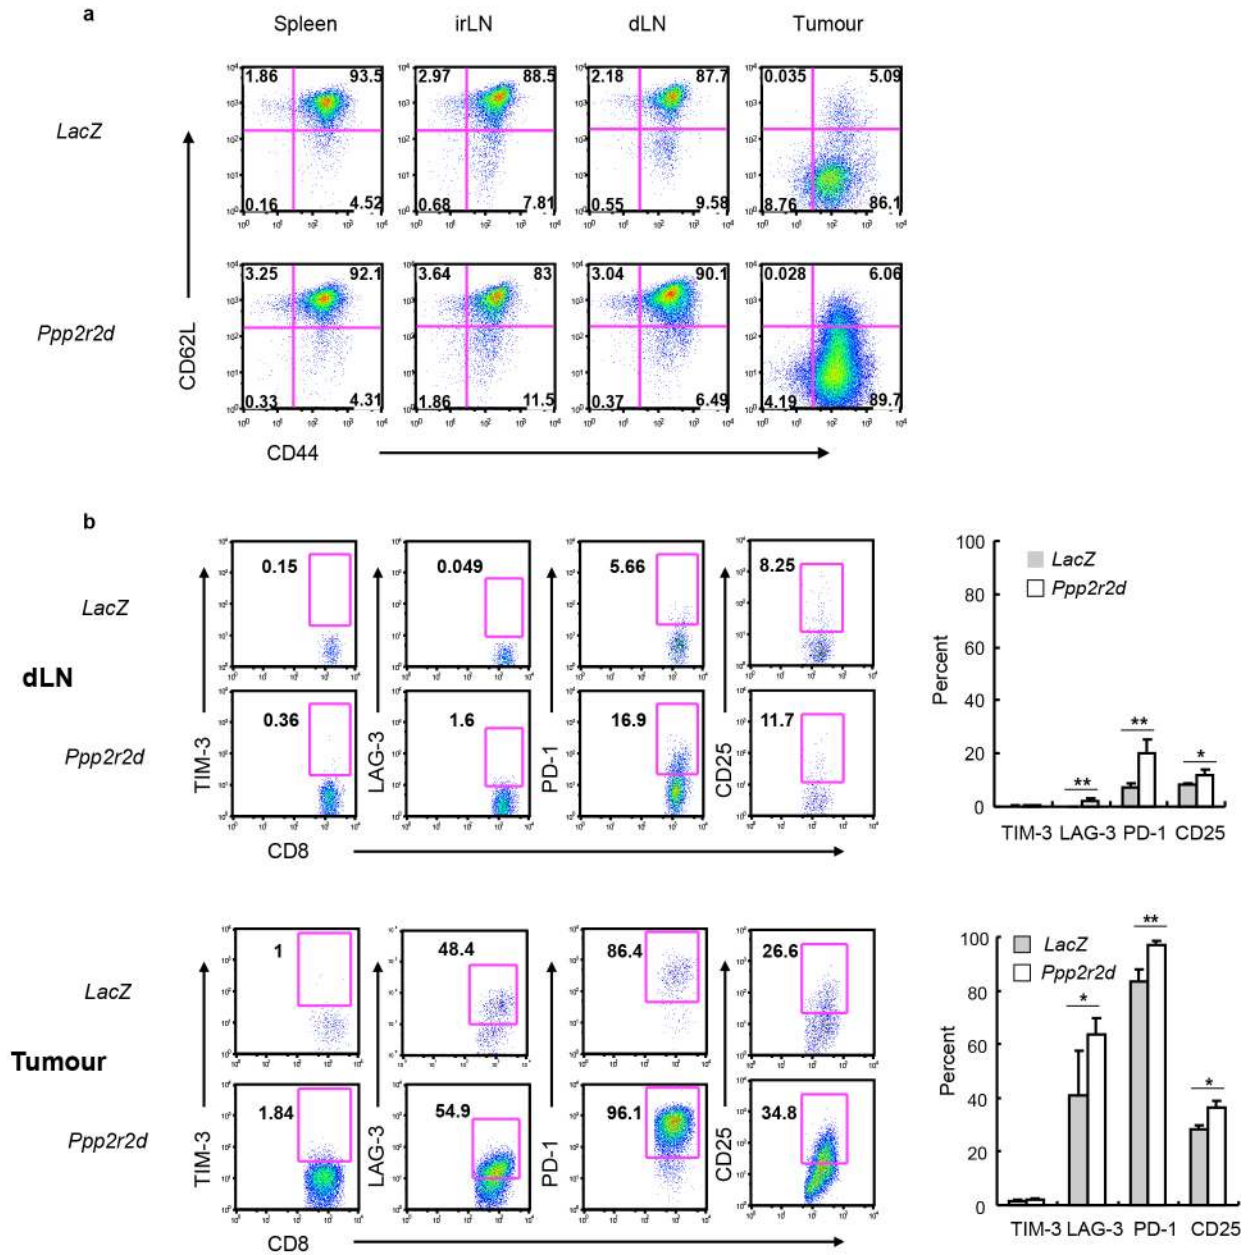 a
Spleen irLN dLN Tumour
LacZ
1.86 93.5 2.97 88.5 2.18 87.7 0.035 5.09
0.16 4.52 0.68 7.81 0.55 9.58 8.76 86.1
Ppp2r2d
3.25 92.1 3.64 83 3.04 90.1 0.028 6.06
0.33 4.31 1.86 11.5 0.37 6.49 4.19 89.7
CD62L
CD44
b
dLN
LacZ
0.15 0.049 5.66 8.25
Ppp2r2d
0.36 1.6 16.9 11.7
TIM-3 LAG-3 PD-1 CD25
CD8
100
80
60
40
20
0
Percent
LacZ
Ppp2r2d
** ** *
TIM-3 LAG-3 PD-1 CD25
Tumour
LacZ
1 48.4 86.4 26.6
Ppp2r2d
1.84 54.9 96.1 34.8
TIM-3 LAG-3 PD-1 CD25
CD8
100
80
60
40
20
0
Percent
LacZ
Ppp2r2d
* ** *
TIM-3 LAG-3 PD-1 CD25